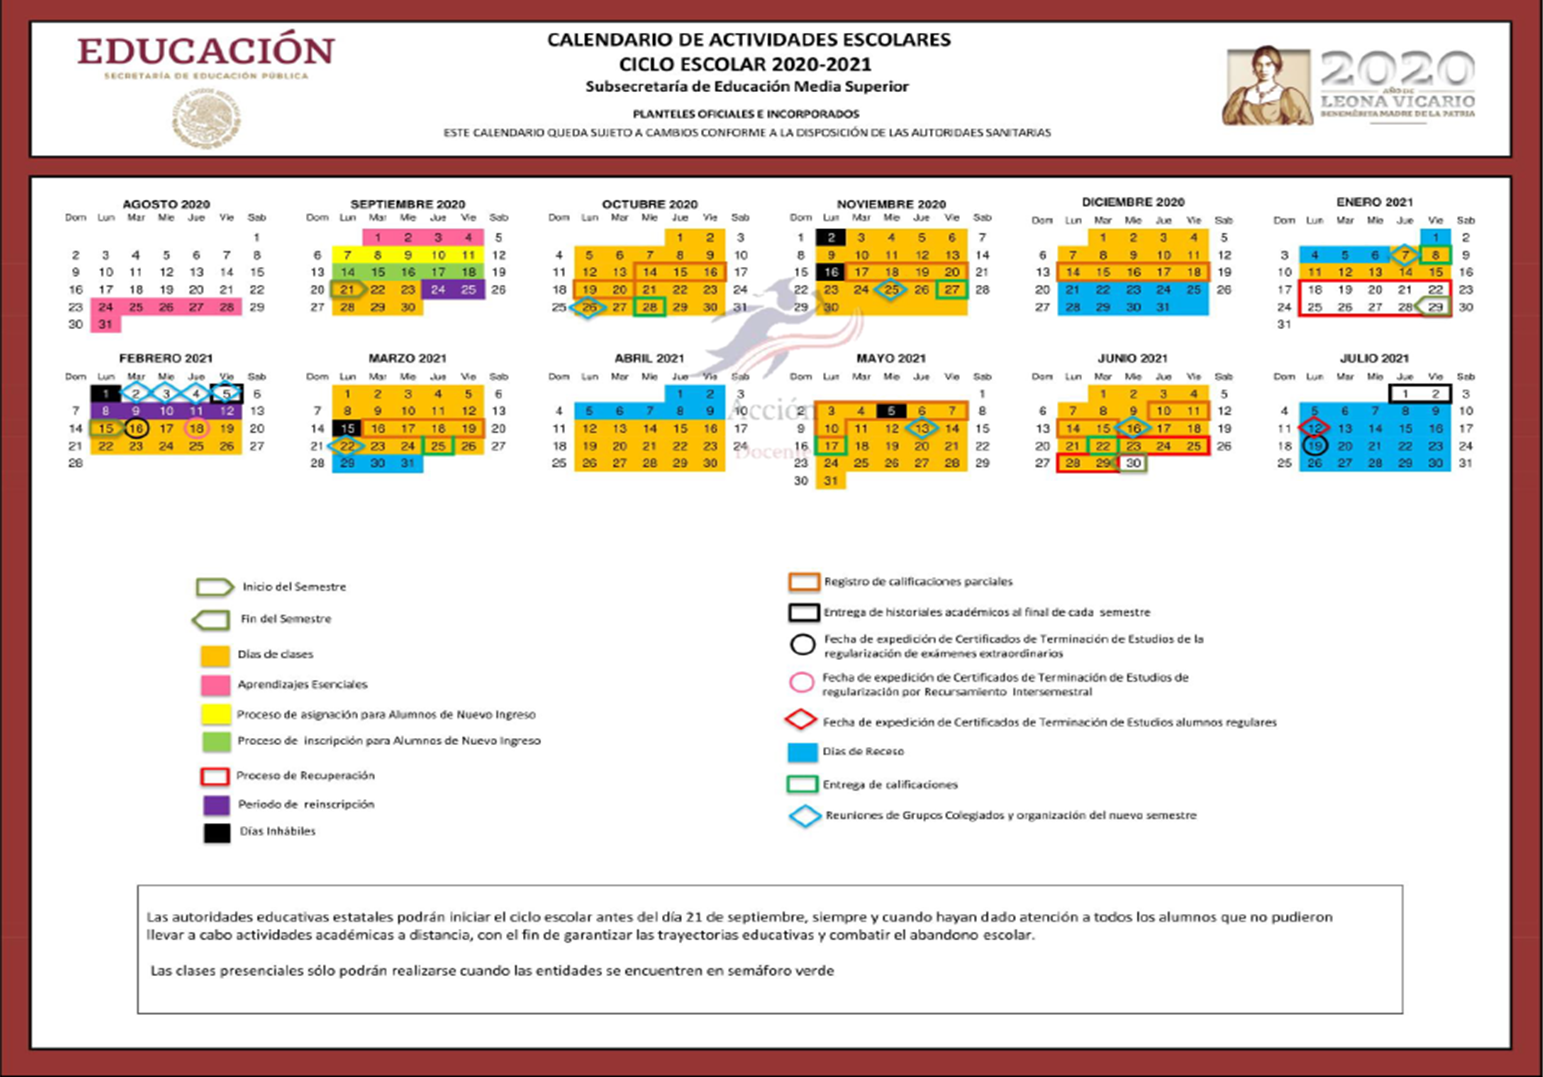 EDUCACIÓN
SECRETARÍA DE EDUCACIÓN PÚBLICA
CALENDARIO DE ACTIVIDADES ESCOLARES
CICLO ESCOLAR 2020-2021
Subsecretaría de Educación Media Superior
PLANTELES OFICIALES E INCORPORADOS
ESTE CALENDARIO QUEDA SUJETO A CAMBIOS CONFORME A LA DISPOSICIÓN DE LAS AUTORIDAES SANITARIAS
2020
AÑO DE
LEONA VICARIO
BENEMÉRITA MADRE DE LA PATRIA
AGOSTO 2020
Dom Lun Mar Mie Jue Vie Sab
1
2 3 4 5 6 7 8
9 10 11 12 13 14 15
16 17 18 19 20 21 22
23 24 25 26 27 28 29
30 31
SEPTIEMBRE 2020
Dom Lun Mar Mie Jue Vie Sab
1 2 3 4 5
6 7 8 9 10 11 12
13 14 15 16 17 18 19
20 21 22 23 24 25 26
27 28 29 30
OCTUBRE 2020
Dom Lun Mar Mie Jue Vie Sab
1 2 3
4 5 6 7 8 9 10
11 12 13 14 15 16 17
18 19 20 21 22 23 24
25 26 27 28 29 30 31
NOVIEMBRE 2020
Dom Lun Mar Mie Jue Vie Sab
1 2 3 4 5 6 7
8 9 10 11 12 13 14
15 16 17 18 19 20 21
22 23 24 25 26 27 28
29 30
DICIEMBRE 2020
Dom Lun Mar Mie Jue Vie Sab
1 2 3 4 5
6 7 8 9 10 11 12
13 14 15 16 17 18 19
20 21 22 23 24 25 26
27 28 29 30 31
ENERO 2021
Dom Lun Mar Mie Jue Vie Sab
1 2
3 4 5 6 7 8 9
10 11 12 13 14 15 16
17 18 19 20 21 22 23
24 25 26 27 28 29 30
31
FEBRERO 2021
Dom Lun Mar Mie Jue Vie Sab
1 2 3 4 5 6
7 8 9 10 11 12 13
14 15 16 17 18 19 20
21 22 23 24 25 26 27
28
MARZO 2021
Dom Lun Mar Mie Jue Vie Sab
1 2 3 4 5 6
7 8 9 10 11 12 13
14 15 16 17 18 19 20
21 22 23 24 25 26 27
28 29 30 31
ABRIL 2021
Dom Lun Mar Mie Jue Vie Sab
1 2 3
4 5 6 7 8 9 10
11 12 13 14 15 16 17
18 19 20 21 22 23 24
25 26 27 28 29 30
Acción
Docente
MAYO 2021
Dom Lun Mar Mie Jue Vie Sab
1
2 3 4 5 6 7 8
9 10 11 12 13 14 15
16 17 18 19 20 21 22
23 24 25 26 27 28 29
30 31
JUNIO 2021
Dom Lun Mar Mie Jue Vie Sab
1 2 3 4 5
6 7 8 9 10 11 12
13 14 15 16 17 18 19
20 21 22 23 24 25 26
27 28 29 30
JULIO 2021
Dom Lun Mar Mie Jue Vie Sab
1 2 3
4 5 6 7 8 9 10
11 12 13 14 15 16 17
18 19 20 21 22 23 24
25 26 27 28 29 30 31
Inicio del Semestre
Fin del Semestre
Días de clases
Aprendizajes Esenciales
Proceso de asignación para Alumnos de Nuevo Ingreso
Proceso de inscripción para Alumnos de Nuevo Ingreso
Proceso de Recuperación
Periodo de reinscripción
Días Inhábiles
Registro de calificaciones parciales
Entrega de historiales académicos al final de cada semestre
Fecha de expedición de Certificados de Terminación de Estudios de la
regularización de exámenes extraordinarios
Fecha de expedición de Certificados de Terminación de Estudios de
regularización por Recursamiento Intersemestral
Fecha de expedición de Certificados de Terminación de Estudios alumnos regulares
Días de Receso
Entrega de calificaciones
Reuniones de Grupos Colegiados y organización del nuevo semestre
Las autoridades educativas estatales podrán iniciar el ciclo escolar antes del día 21 de septiembre, siempre y cuando hayan dado atención a todos los alumnos que no pudieron
llevar a cabo actividades académicas a distancia, con el fin de garantizar las trayectorias educativas y combatir el abandono escolar.
Las clases presenciales sólo podrán realizarse cuando las entidades se encuentren en semáforo verde